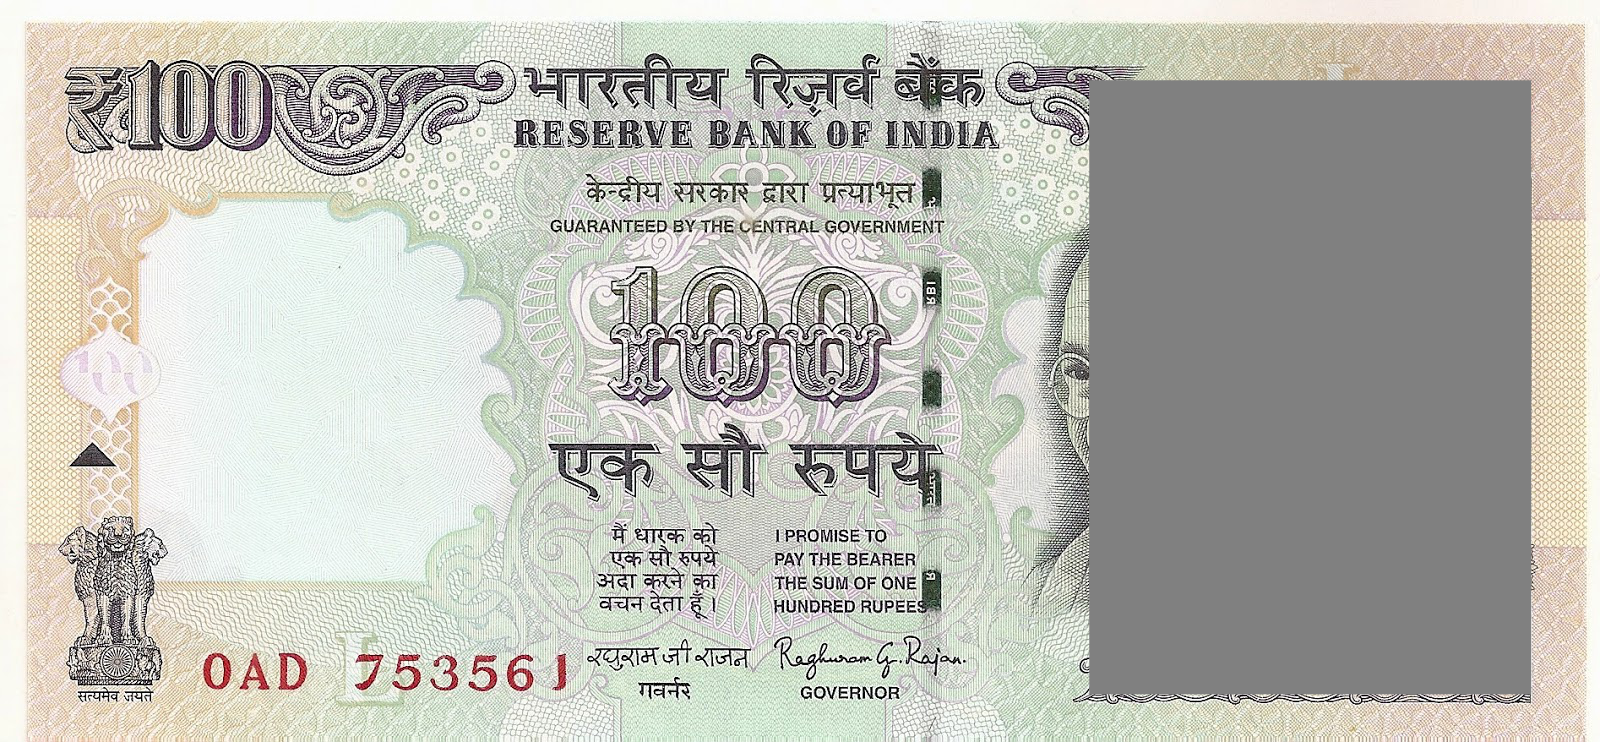 ₹100
भारतीय रिज़र्व बैंक
RESERVE BANK OF INDIA
केन्द्रीय सरकार द्वारा प्रत्याभूत
GUARANTEED BY THE CENTRAL GOVERNMENT
100
RBI
100
एक सौ रुपये
मैं धारक को
एक सौ रुपये
अदा करने का
वचन देता हूँ।
I PROMISE TO
PAY THE BEARER
THE SUM OF ONE
HUNDRED RUPEES
0AD 753561
L
सत्यमेव जयते
रघुराम जी राजन
गवर्नर
Raghuram G. Rajan.
GOVERNOR